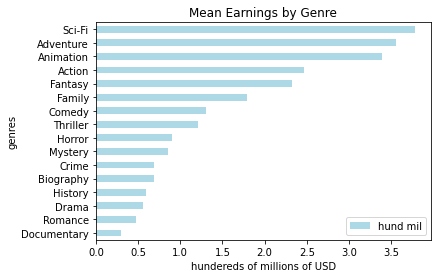 Mean Earnings by Genre
Sci-Fi
Adventure
Animation
Action
Fantasy
Family
Comedy
Thriller
Horror
Mystery
Crime
Biography
History
Drama
Romance
Documentary
genres
hund mil
0.0 0.5 1.0 1.5 2.0 2.5 3.0 3.5
hundereds of millions of USD